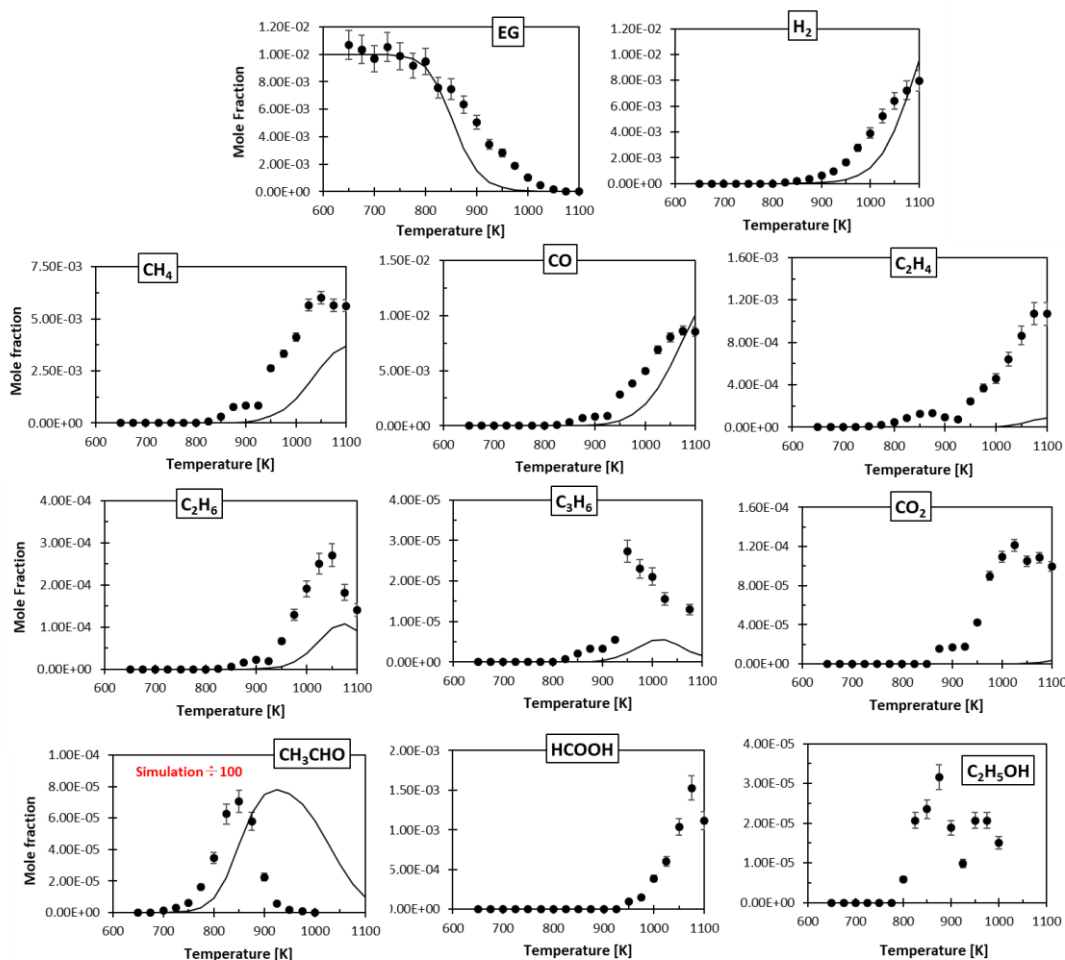 EG
Mole Fraction
1.20E-02
1.00E-02
8.00E-03
6.00E-03
4.00E-03
2.00E-03
0.00E+00
600 700 800 900 1000 1100
Temperature [K]
H2
1.20E-02
1.00E-02
8.00E-03
6.00E-03
4.00E-03
2.00E-03
0.00E+00
600 700 800 900 1000 1100
Temperature [K]
CH4
Mole fraction
7.50E-03
5.00E-03
2.50E-03
0.00E+00
600 700 800 900 1000 1100
Temperature [K]
CO
1.50E-02
1.00E-02
5.00E-03
0.00E+00
600 700 800 900 1000 1100
Temperature [K]
C2H4
1.60E-03
1.20E-03
8.00E-04
4.00E-04
0.00E+00
600 700 800 900 1000 1100
Temperature [K]
C2H6
Mole Fraction
4.00E-04
3.00E-04
2.00E-04
1.00E-04
0.00E+00
600 700 800 900 1000 1100
Temperature [K]
C3H6
4.00E-05
3.00E-05
2.00E-05
1.00E-05
0.00E+00
600 700 800 900 1000 1100
Temperature [K]
CO2
1.60E-04
1.20E-04
8.00E-05
4.00E-05
0.00E+00
600 700 800 900 1000 1100
Temprerature [K]
CH3CHO
Simulation ÷ 100
Mole fraction
1.00E-04
8.00E-05
6.00E-05
4.00E-05
2.00E-05
0.00E+00
600 700 800 900 1000 1100
Temperature [K]
HCOOH
2.00E-03
1.50E-03
1.00E-03
5.00E-04
0.00E+00
600 700 800 900 1000 1100
Temperature [K]
C2H5OH
4.00E-05
3.00E-05
2.00E-05
1.00E-05
0.00E+00
600 700 800 900 1000 1100
Temperature [K]